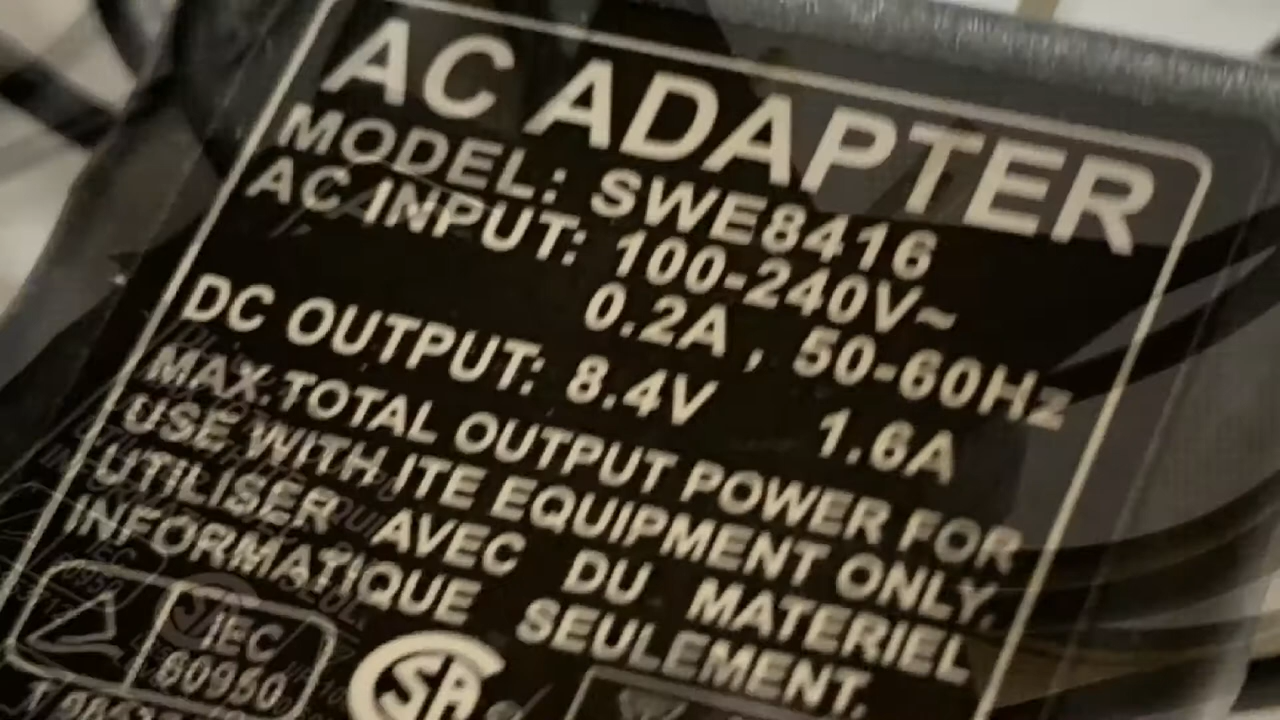 AC ADAPTER
MODEL: SWE8416
AC INPUT: 100-240V~
0.2A , 50-60Hz
DC OUTPUT: 8.4V 1.6A
MAX.TOTAL OUTPUT POWER FOR
USE WITH ITE EQUIPMENT ONLY.
UTILISER AVEC DU MATERIEL
INFORMATIQUE SEULEMENT.
IEC
60950